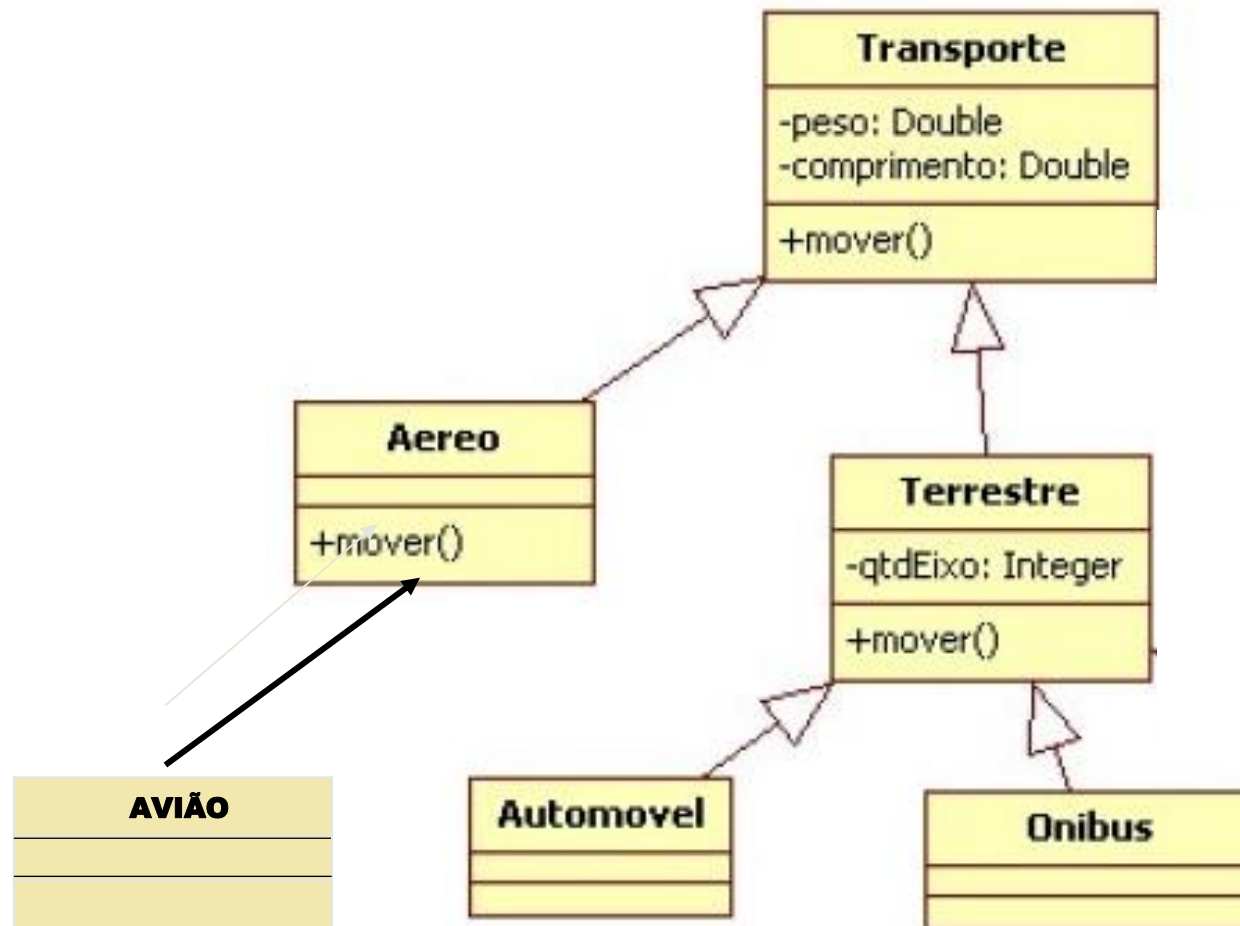 Transporte
-peso: Double
-comprimento: Double
+mover()
Aereo
+mover()
Terrestre
-qtdEixo: Integer
+mover()
AVIÃO
Automovel
Onibus